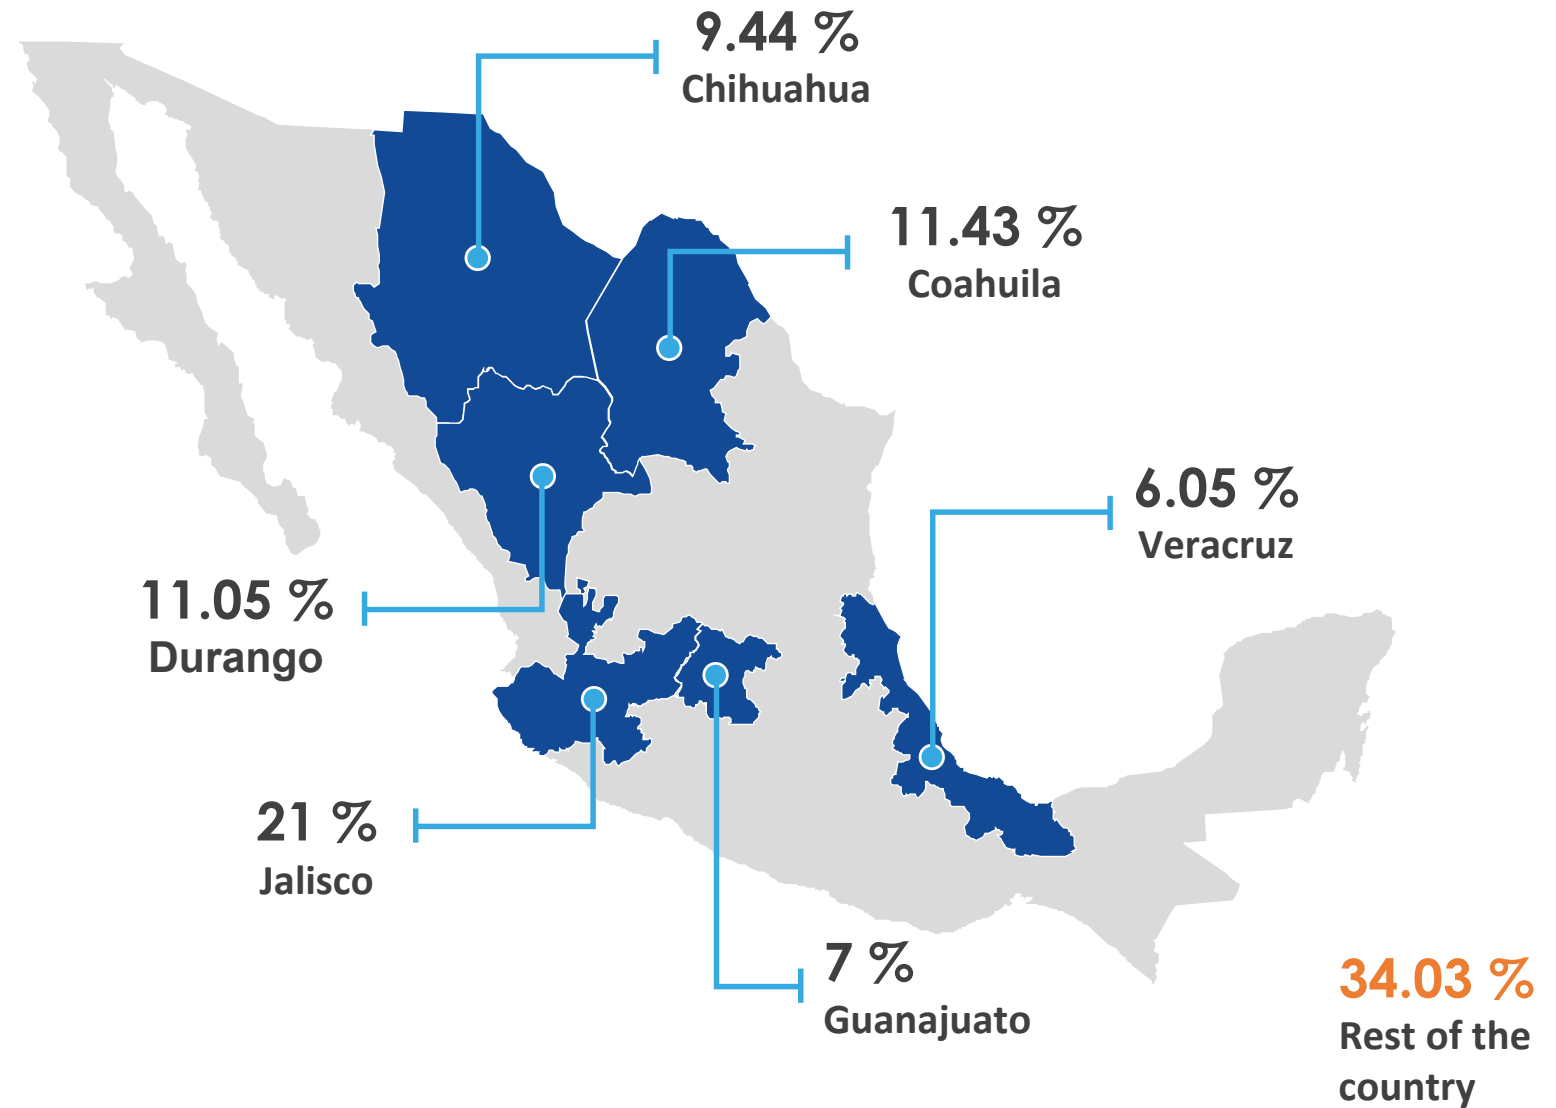 9.44 %
Chihuahua
11.43 %
Coahuila
6.05 %
Veracruz
11.05 %
Durango
21 %
Jalisco
7 %
Guanajuato
34.03 %
Rest of the
country